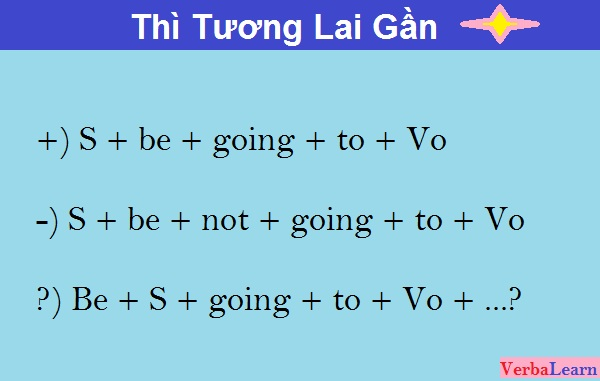 Thì Tương Lai Gần
+) S + be + going + to + Vo
-) S + be + not + going + to + Vo
?) Be + S + going + to + Vo + ...?
VerbaLearn